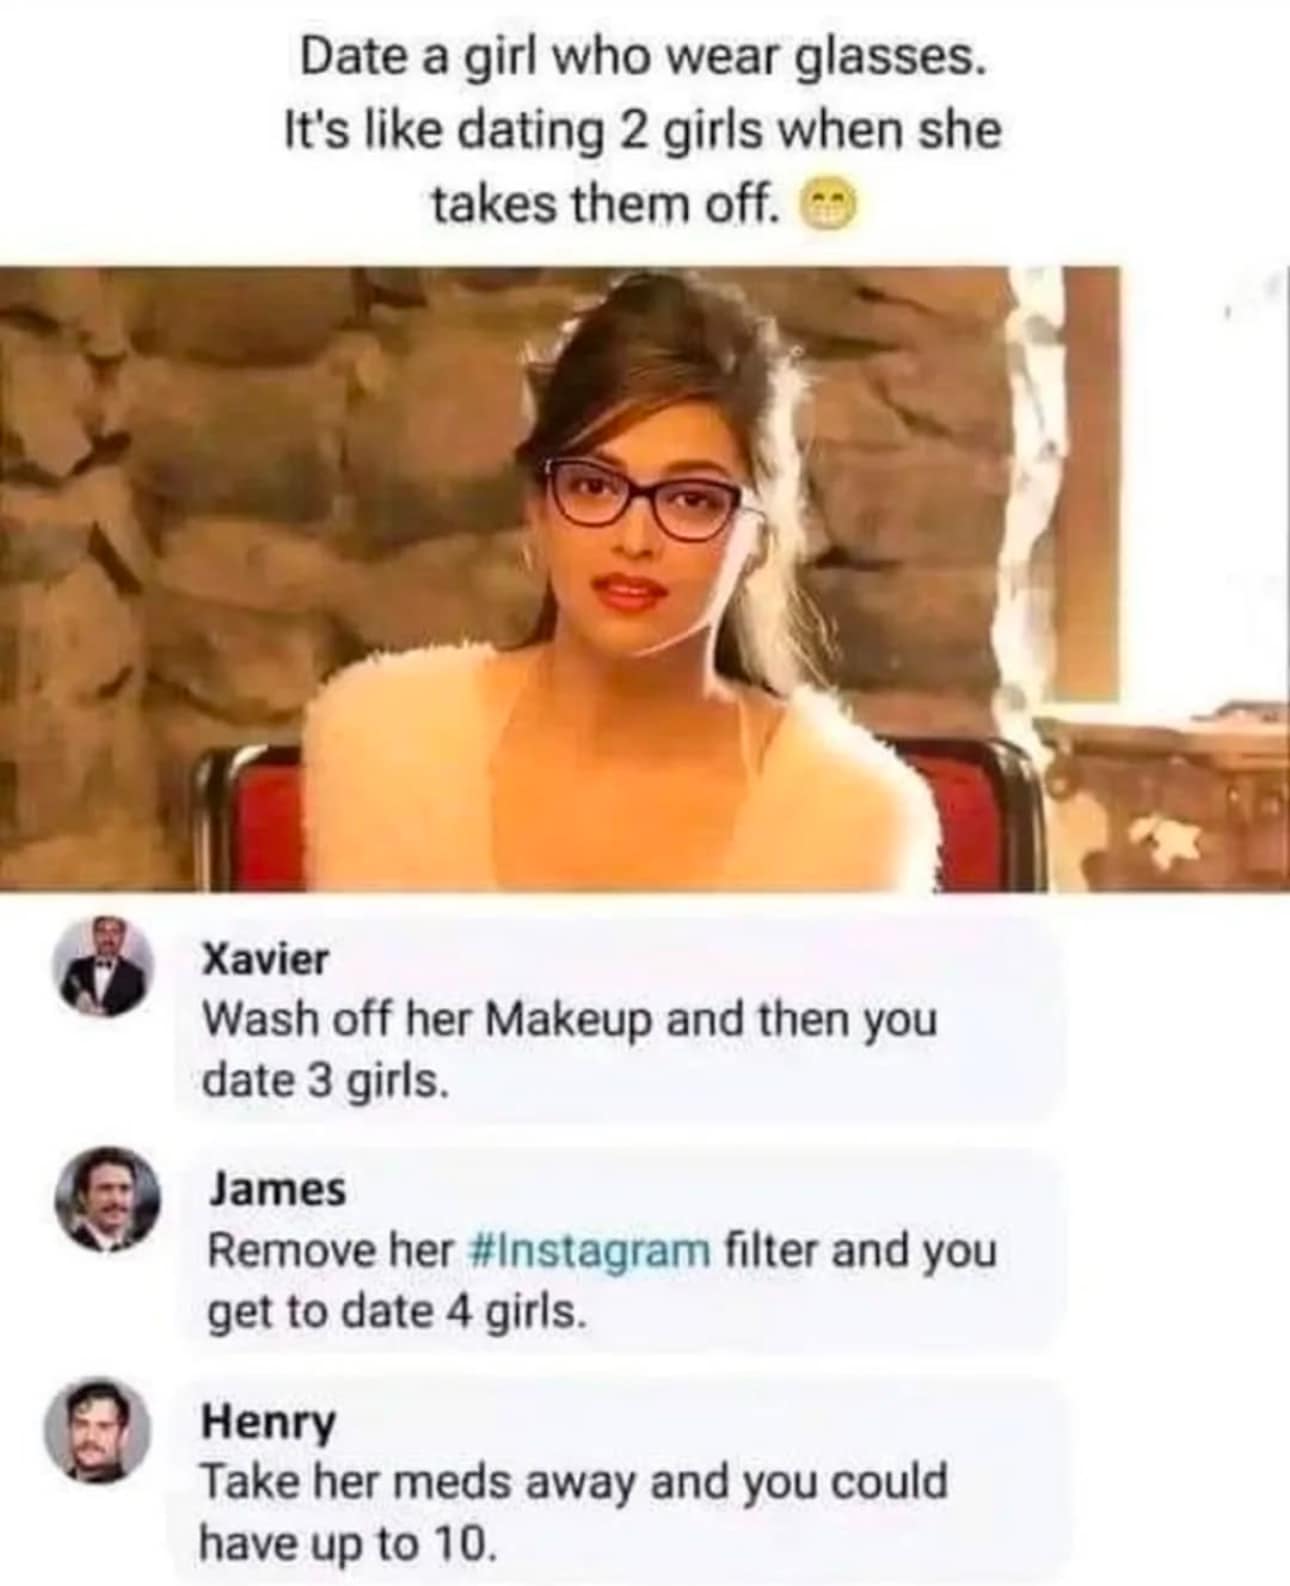 Date a girl who wear glasses.
It's like dating 2 girls when she
takes them off. 😁
Xavier
Wash off her Makeup and then you
date 3 girls.
James
Remove her #Instagram filter and you
get to date 4 girls.
Henry
Take her meds away and you could
have up to 10.